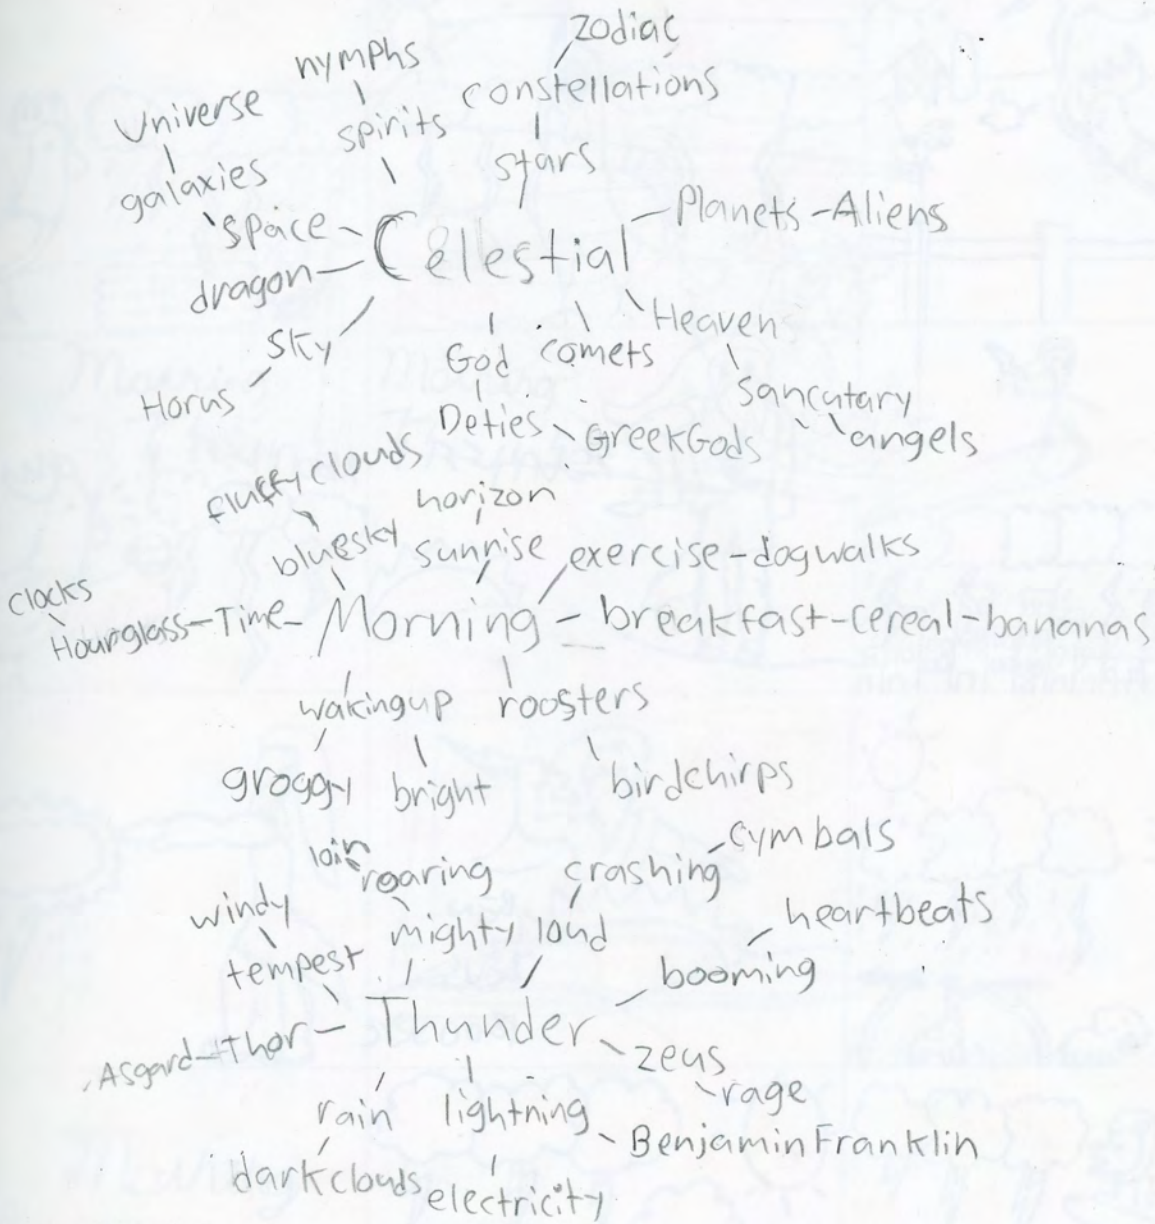 zodiac
nymphs
constellations
Universe
spirits
stars
galaxies
Planets-Aliens
space
Celestial
dragon
Heaven
sky
God
comets
Horus
sancutary
Deties
GreekGods
angels
fluffy clouds
horizon
bluesky
sunrise
exercise-dogwalks
clocks
Hourglass-Time-Morning-breakfast-cereal-bananas
wakingup
roosters
groggy
bright
birdchirps
cymbals
loin
roaring
crashing
windy
mighty
loud
heartbeats
tempest
booming
Asgard-Thor-Thunder
zeus
rage
rain
lightning
Benjamin Franklin
darkclouds
electricity